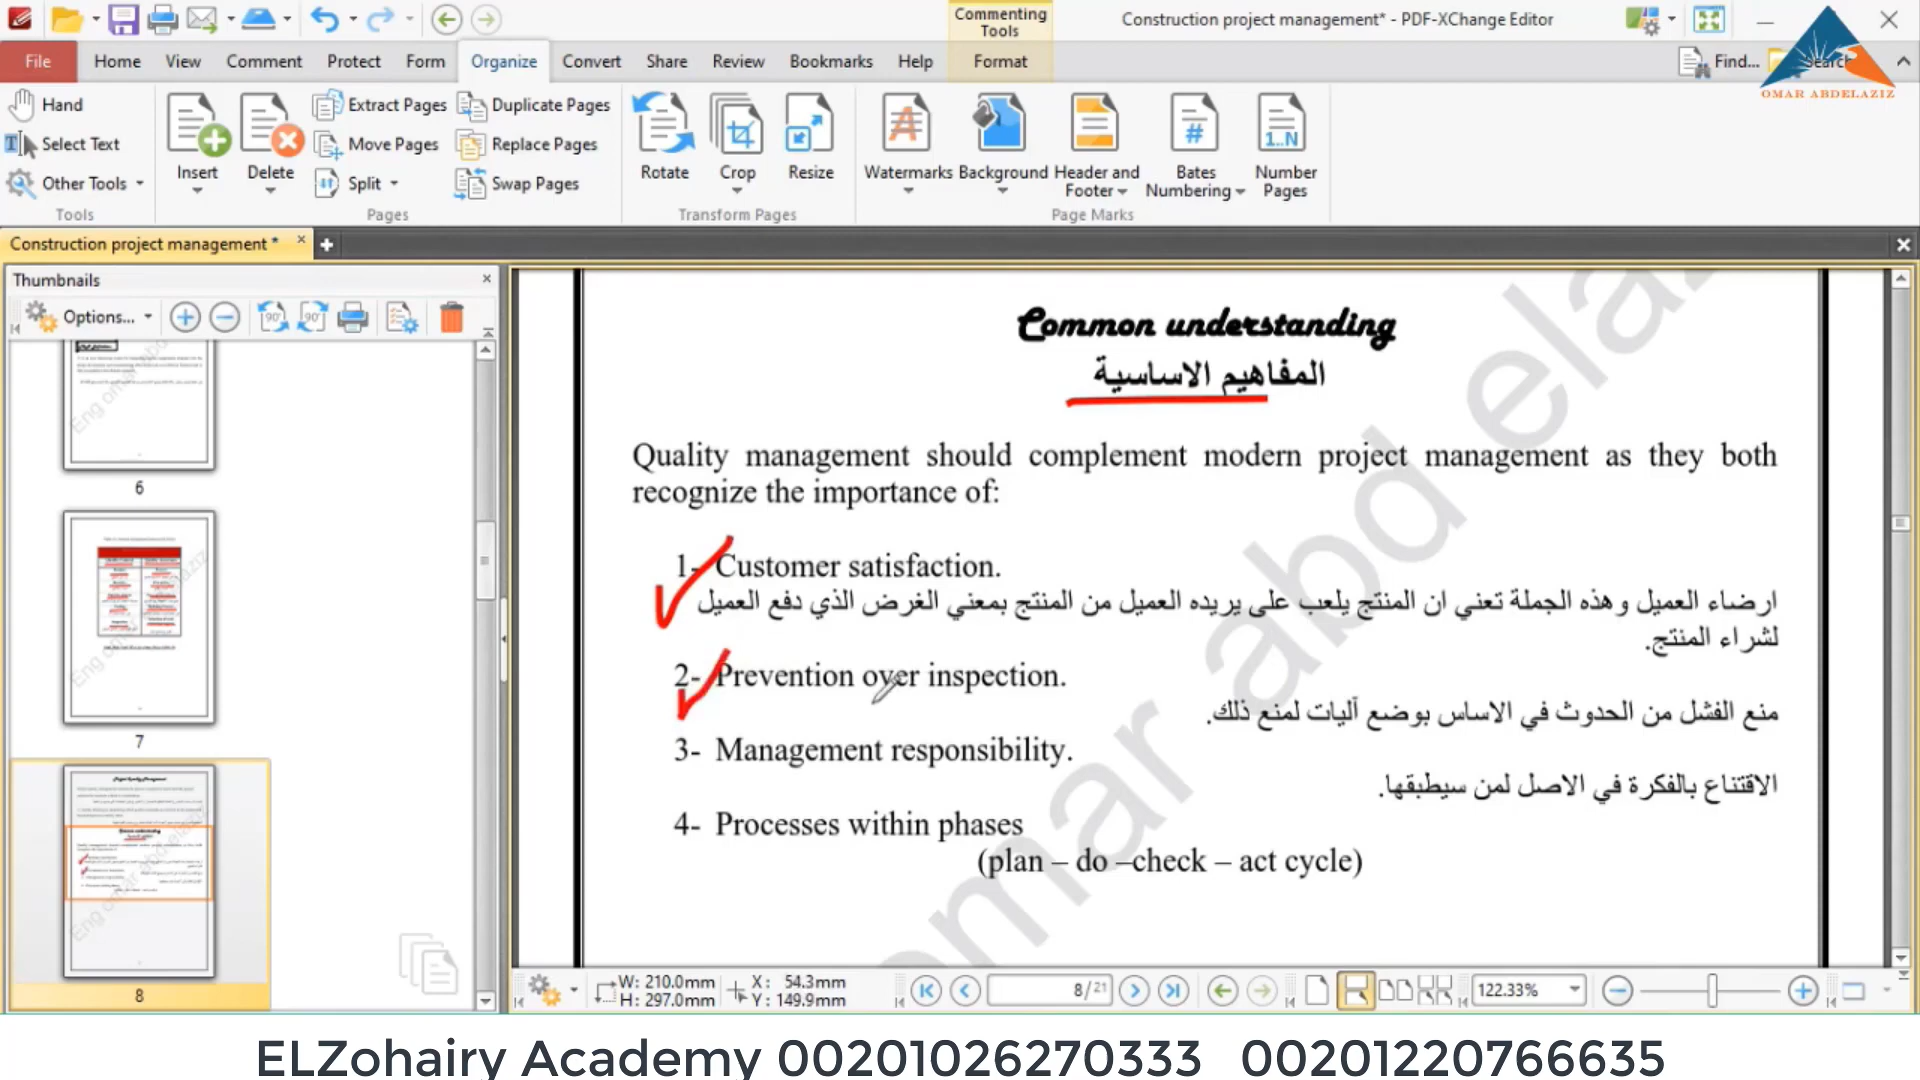 Commenting
Tools
Construction project management* - PDF-XChange Editor
File Home View Comment Protect Form Organize Convert Share Review Bookmarks Help Format Find...
OMAR ABDELAZIZ
Hand
Select Text
Other Tools
Tools
Insert
Delete
Extract Pages
Move Pages
Split
Duplicate Pages
Replace Pages
Swap Pages
Pages
Rotate
Crop
Resize
Transform Pages
Watermarks
Background
Header and
Footer
Bates
Numbering
Number
Pages
Page Marks
Construction project management *
Thumbnails
Options...
6
7
8
Common understanding
المفاهيم الاساسية
Quality management should complement modern project management as they both
recognize the importance of:
1- Customer satisfaction.
ارضاء العميل وهذه الجملة تعني ان المنتج يلعب على يريده العميل من المنتج بمعني الغرض الذي دفع العميل
لشراء المنتج.
2- Prevention over inspection.
منع الفشل من الحدوث في الاساس بوضع آليات لمنع ذلك.
3- Management responsibility.
الاقتناع بالفكرة في الاصل لمن سيطبقها.
4- Processes within phases
(plan – do –check – act cycle)
omar abd elaz
W: 210.0mm
H: 297.0mm
X: 54.3mm
Y: 149.9mm
8/21
122.33%
ELZohairy Academy 00201026270333 00201220766635